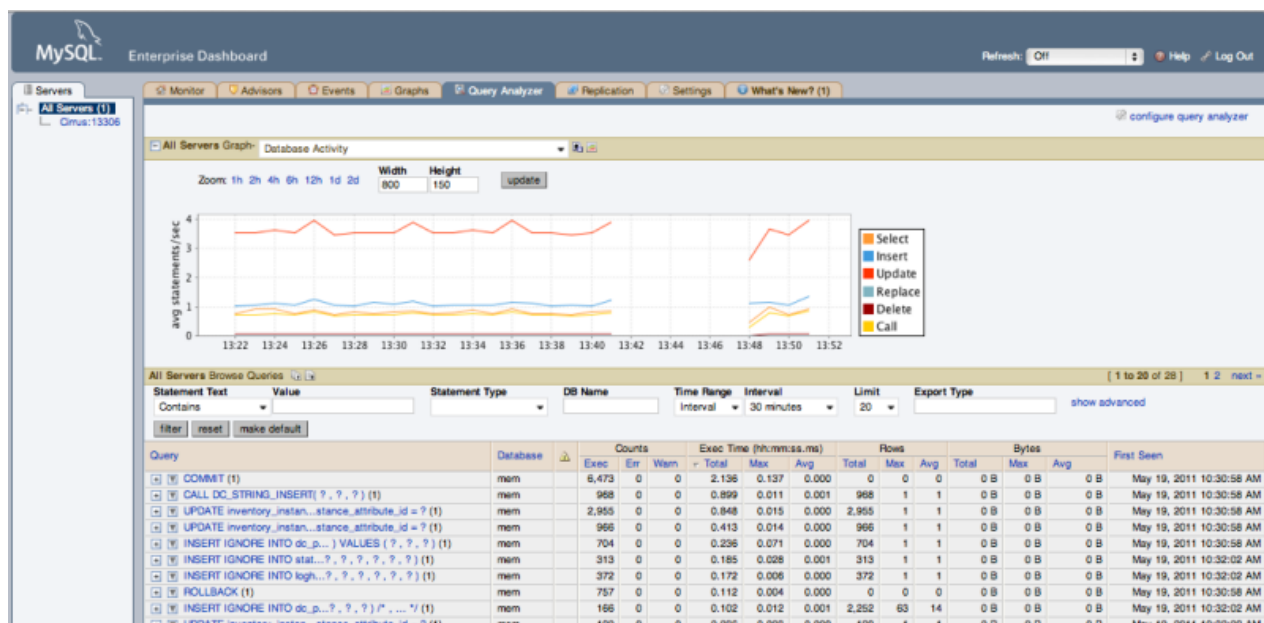 MySQL. Enterprise Dashboard Refresh: Off Help Log Out
Servers Monitor Advisors Events Graphs Query Analyzer Replication Settings What's New? (1)
All Servers (1)
Cirrus:13306
configure query analyzer
All Servers Graph- Database Activity
Width Height
Zoom: 1h 2h 4h 6h 12h 1d 2d 800 150 update
avg statements/sec
4
3
2
1
0
13:22 13:24 13:26 13:28 13:30 13:32 13:34 13:36 13:38 13:40 13:42 13:44 13:46 13:48 13:50 13:52
Select
Insert
Update
Replace
Delete
Call
All Servers Browse Queries [ 1 to 20 of 28 ] 1 2 next »
Statement Text Value Statement Type DB Name Time Range Interval Limit Export Type
Contains Interval 30 minutes 20 show advanced
filter reset make default
Query Database Counts Exec Time (hh:mm:ss.ms) Rows Bytes First Seen
Exec Err Warn Total Max Avg Total Max Avg Total Max Avg
COMMIT (1) mem 6,473 0 0 2.136 0.137 0.000 0 0 0 0 B 0 B 0 B May 19, 2011 10:30:58 AM
CALL DC_STRING_INSERT( ? , ? , ? ) (1) mem 968 0 0 0.899 0.011 0.001 968 1 1 0 B 0 B 0 B May 19, 2011 10:30:58 AM
UPDATE inventory_instan...stance_attribute_id = ? (1) mem 2,955 0 0 0.848 0.015 0.000 2,955 1 1 0 B 0 B 0 B May 19, 2011 10:30:58 AM
UPDATE inventory_instan...stance_attribute_id = ? (1) mem 966 0 0 0.413 0.014 0.000 966 1 1 0 B 0 B 0 B May 19, 2011 10:30:58 AM
INSERT IGNORE INTO dc_p... ) VALUES ( ? , ? , ? ) (1) mem 704 0 0 0.236 0.071 0.000 704 1 1 0 B 0 B 0 B May 19, 2011 10:30:58 AM
INSERT IGNORE INTO stat...? , ? , ? , ? , ? , ? ) (1) mem 313 0 0 0.185 0.028 0.001 313 1 1 0 B 0 B 0 B May 19, 2011 10:32:02 AM
INSERT IGNORE INTO logh...? , ? , ? , ? , ? , ? ) (1) mem 372 0 0 0.172 0.006 0.000 372 1 1 0 B 0 B 0 B May 19, 2011 10:32:02 AM
ROLLBACK (1) mem 757 0 0 0.112 0.004 0.000 0 0 0 0 B 0 B 0 B May 19, 2011 10:30:58 AM
INSERT IGNORE INTO dc_p...? , ? , ? ) /* , ... */ (1) mem 166 0 0 0.102 0.012 0.001 2,252 63 14 0 B 0 B 0 B May 19, 2011 10:32:02 AM